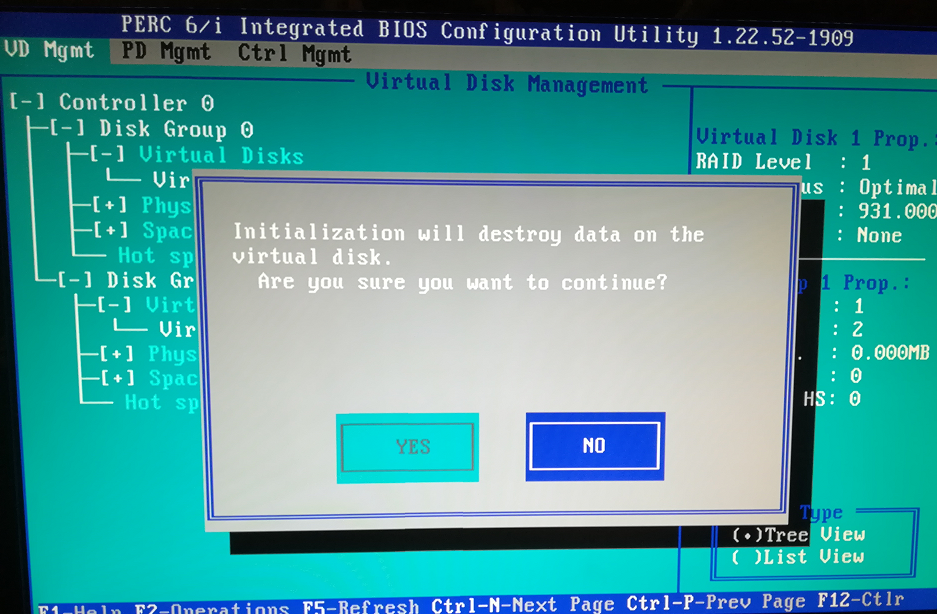 PERC 6/i Integrated BIOS Configuration Utility 1.22.52-1909
VD Mgmt PD Mgmt Ctrl Mgmt
Virtual Disk Management
[-] Controller 0
[-] Disk Group 0
[-] Virtual Disks
Vir
[+] Phys
[+] Spac
Hot sp
[-] Disk Gr
[-] Virt
Vir
[+] Phys
[+] Spac
Hot sp
Virtual Disk 1 Prop.:
RAID Level : 1
us : Optimal
: 931.000
: None
p 1 Prop.:
: 1
: 2
. : 0.000MB
: 0
HS: 0
Initialization will destroy data on the
virtual disk.
Are you sure you want to continue?
YES
NO
Type
(•)Tree View
( )List View
F1-Help F2-Operations F5-Refresh Ctrl-N-Next Page Ctrl-P-Prev Page F12-Ctlr